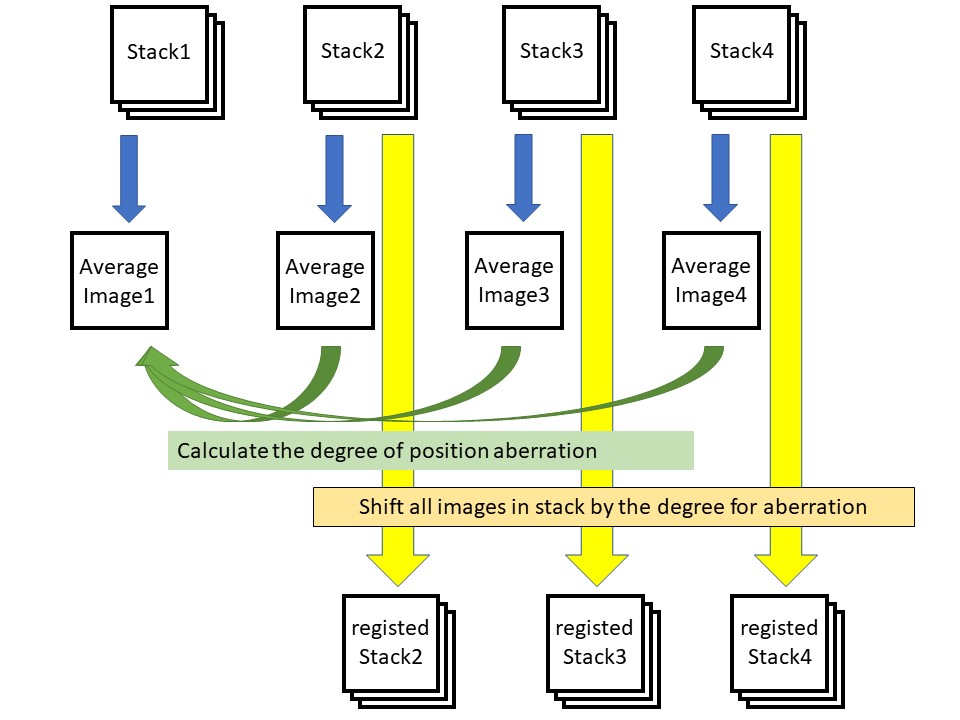 Stack1
Stack2
Stack3
Stack4
Average
Image1
Average
Image2
Average
Image3
Average
Image4
Calculate the degree of position aberration
Shift all images in stack by the degree for aberration
registed
Stack2
registed
Stack3
registed
Stack4